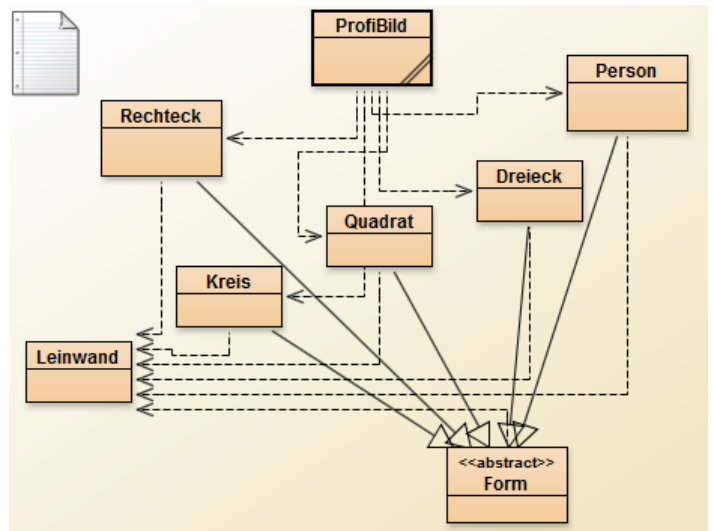 ProfiBild
Person
Rechteck
Dreieck
Quadrat
Kreis
Leinwand
<<abstract>>
Form